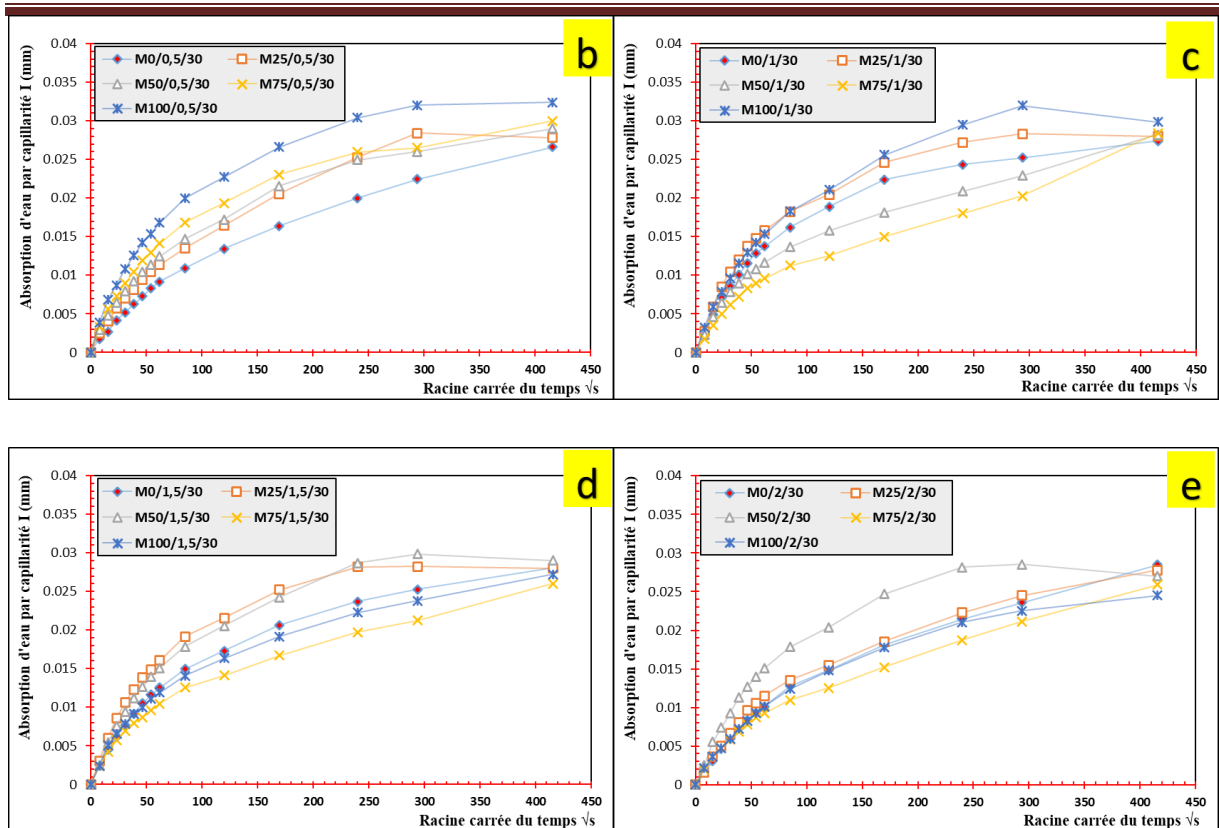 b
Absorption d'eau par capillarité I (mm)
0.04
0.035
0.03
0.025
0.02
0.015
0.01
0.005
0
M0/0,5/30
M25/0,5/30
M50/0,5/30
M75/0,5/30
M100/0,5/30
0 50 100 150 200 250 300 350 400 450
Racine carrée du temps √s
c
Absorption d'eau par capillarité I (mm)
0.04
0.035
0.03
0.025
0.02
0.015
0.01
0.005
0
M0/1/30
M25/1/30
M50/1/30
M75/1/30
M100/1/30
0 50 100 150 200 250 300 350 400 450
Racine carrée du temps √s
d
Absorption d'eau par capillarité I (mm)
0.04
0.035
0.03
0.025
0.02
0.015
0.01
0.005
0
M0/1,5/30
M25/1,5/30
M50/1,5/30
M75/1,5/30
M100/1,5/30
0 50 100 150 200 250 300 350 400 450
Racine carrée du temps √s
e
Absorption d'eau par capillarité I (mm)
0.04
0.035
0.03
0.025
0.02
0.015
0.01
0.005
0
M0/2/30
M25/2/30
M50/2/30
M75/2/30
M100/2/30
0 50 100 150 200 250 300 350 400 450
Racine carrée du temps √s